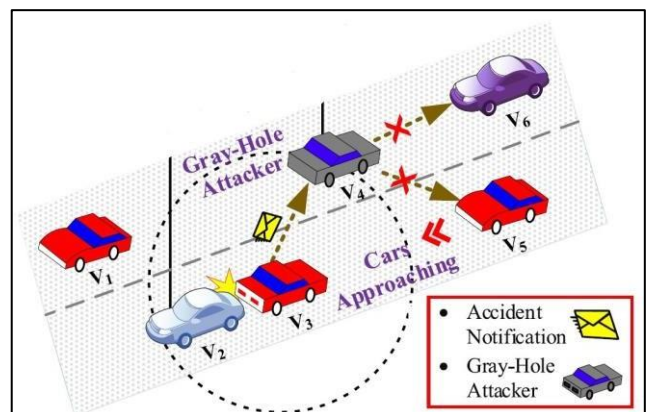 Gray-Hole
Attacker
V6
V4
V5
V1
Cars
Approaching
V3
V2
• Accident
Notification
• Gray-Hole
Attacker